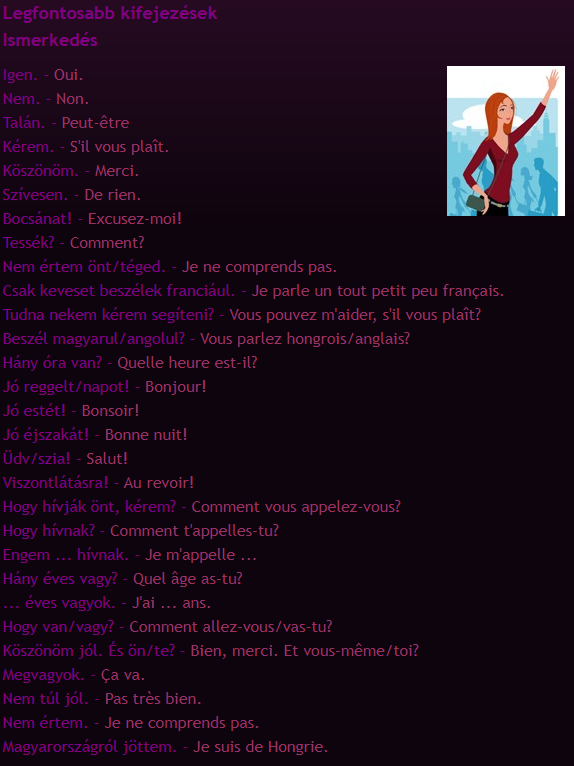 Legfontosabb kifejezések
Ismerkedés
Igen. - Oui.
Nem. - Non.
Talán. - Peut-être
Kérem. - S'il vous plaît.
Köszönöm. - Merci.
Szívesen. - De rien.
Bocsánat! - Excusez-moi!
Tessék? - Comment?
Nem értem önt/téged. - Je ne comprends pas.
Csak keveset beszélek franciául. - Je parle un tout petit peu français.
Tudna nekem kérem segíteni? - Vous pouvez m'aider, s'il vous plaît?
Beszél magyarul/angolul? - Vous parlez hongrois/anglais?
Hány óra van? - Quelle heure est-il?
Jó reggelt/napot! - Bonjour!
Jó estét! - Bonsoir!
Jó éjszakát! - Bonne nuit!
Üdv/szia! - Salut!
Viszontlátásra! - Au revoir!
Hogy hívják önt, kérem? - Comment vous appelez-vous?
Hogy hívnak? - Comment t'appelles-tu?
Engem ... hívnak. - Je m'appelle ...
Hány éves vagy? - Quel âge as-tu?
... éves vagyok. - J'ai ... ans.
Hogy van/vagy? - Comment allez-vous/vas-tu?
Köszönöm jól. És ön/te? - Bien, merci. Et vous-même/toi?
Megvagyok. - Ça va.
Nem túl jól. - Pas très bien.
Nem értem. - Je ne comprends pas.
Magyarországról jöttem. - Je suis de Hongrie.